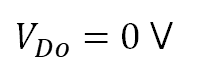 V_{Do} = 0 V